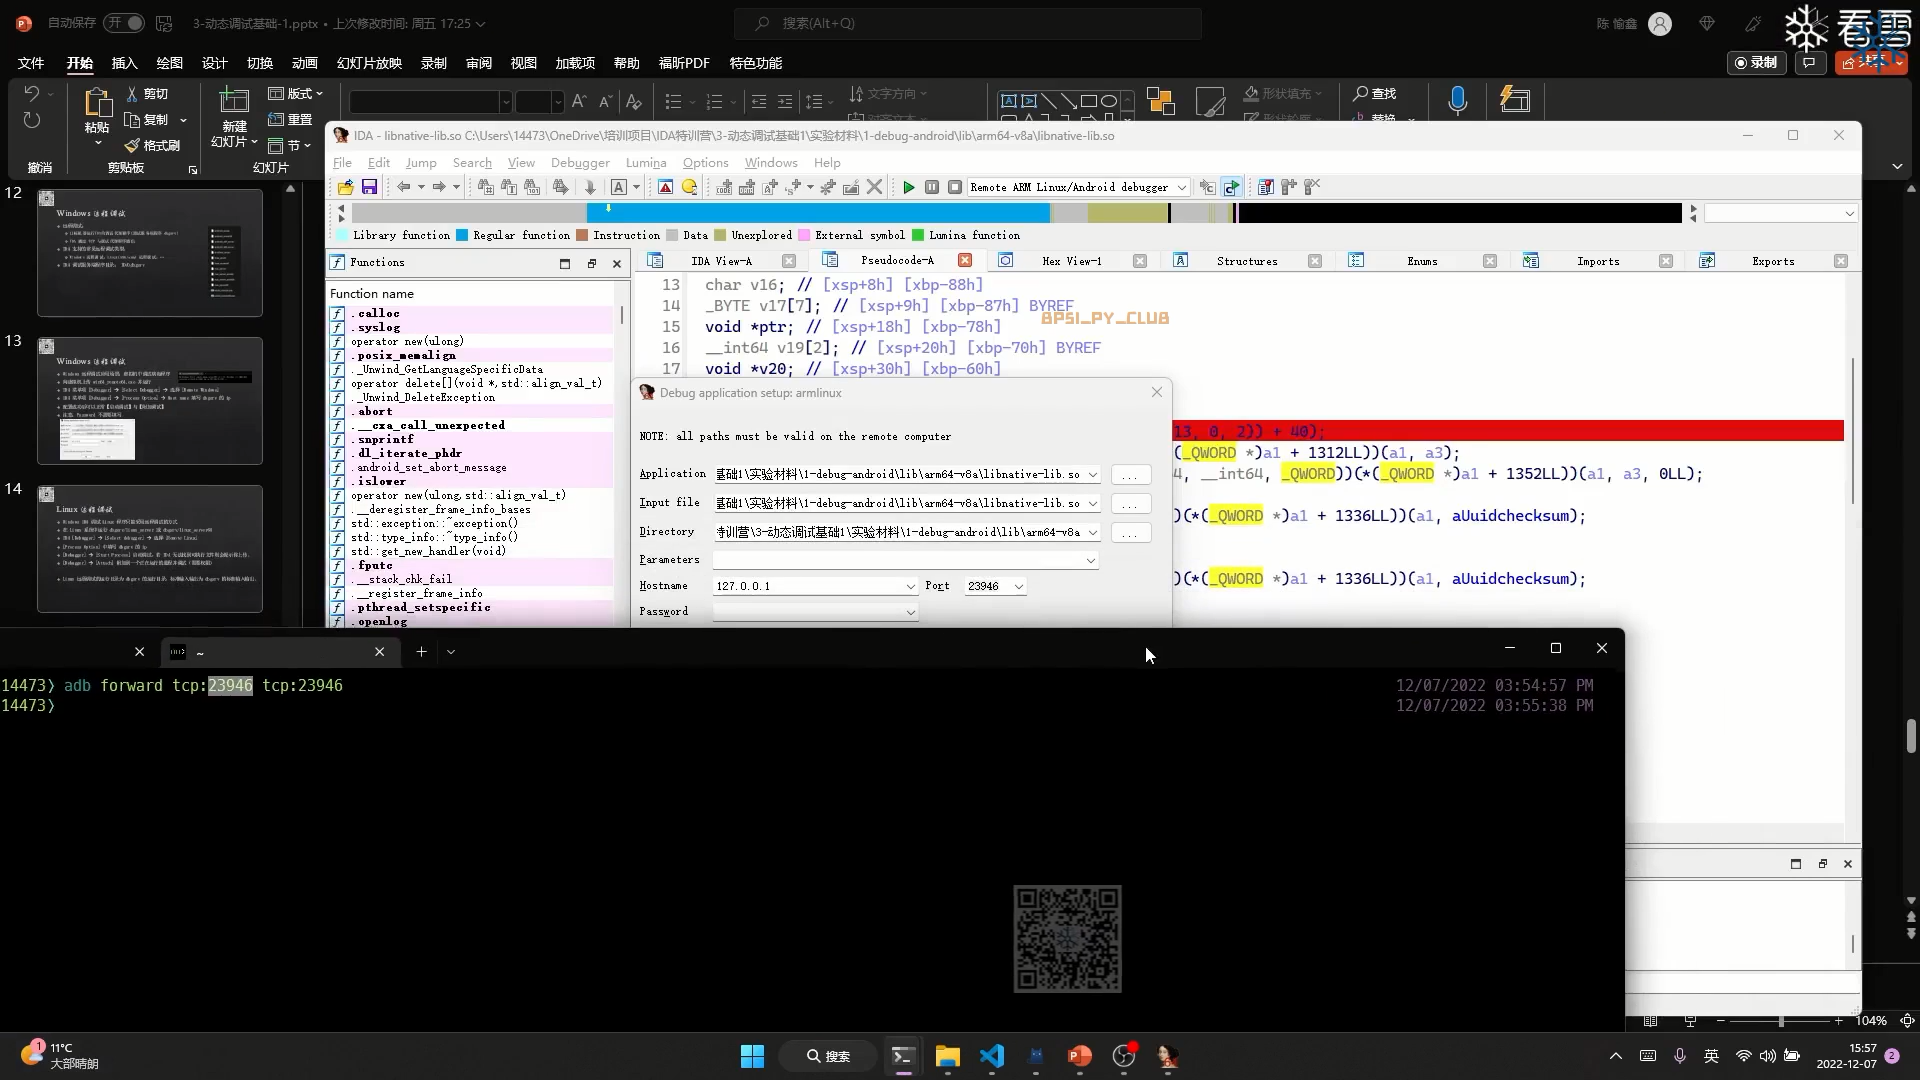 自动保存 开 3-动态调试基础-1.pptx • 上次修改时间: 周五 17:25
搜索(Alt+Q)
陈 愉鑫
看雪
文件 开始 插入 绘图 设计 切换 动画 幻灯片放映 录制 审阅 视图 加载项 帮助 福昕PDF 特色功能
录制
共享
粘贴
剪切
复制
格式刷
新建
幻灯片
版式
重置
节
文字方向
形状填充
查找
替换
撤消
剪贴板
幻灯片
IDA - libnative-lib.so C:\Users\14473\OneDrive\培训项目\IDA特训营\3-动态调试基础1\实验材料\1-debug-android\lib\arm64-v8a\libnative-lib.so
File Edit Jump Search View Debugger Lumina Options Windows Help
Remote ARM Linux/Android debugger
Library function Regular function Instruction Data Unexplored External symbol Lumina function
Functions
IDA View-A Pseudocode-A Hex View-1 Structures Enums Imports Exports
Function name
.calloc
.syslog
operator new(ulong)
.posix_memalign
._Unwind_GetLanguageSpecificData
operator delete[](void *,std::align_val_t)
._Unwind_DeleteException
.abort
.__cxa_call_unexpected
.snprintf
.dl_iterate_phdr
.android_set_abort_message
.islower
operator new(ulong,std::align_val_t)
.__deregister_frame_info_bases
std::exception::~exception()
std::type_info::~type_info()
std::get_new_handler(void)
.fputc
.__stack_chk_fail
.__register_frame_info
.pthread_setspecific
.openlog
13 char v16; // [xsp+8h] [xbp-88h]
14 _BYTE v17[7]; // [xsp+9h] [xbp-87h] BYREF
15 void *ptr; // [xsp+18h] [xbp-78h]
16 __int64 v19[2]; // [xsp+20h] [xbp-70h] BYREF
17 void *v20; // [xsp+30h] [xbp-60h]
BPSI_PY_CLUB
13, 0, 2)) + 40);
(_QWORD *)a1 + 1312LL))(a1, a3);
4, __int64, _QWORD))(*(_QWORD *)a1 + 1352LL))(a1, a3, 0LL);
)(*(_QWORD *)a1 + 1336LL))(a1, aUuidchecksum);
)(*(_QWORD *)a1 + 1336LL))(a1, aUuidchecksum);
Debug application setup: armlinux
NOTE: all paths must be valid on the remote computer
Application 基础1\实验材料\1-debug-android\lib\arm64-v8a\libnative-lib.so ...
Input file 基础1\实验材料\1-debug-android\lib\arm64-v8a\libnative-lib.so ...
Directory 特训营\3-动态调试基础1\实验材料\1-debug-android\lib\arm64-v8a ...
Parameters
Hostname 127.0.0.1 Port 23946
Password
12
Windows 远程调试
13
Windows 远程调试
14
Linux 远程调试
~
14473⟩ adb forward tcp:23946 tcp:23946
12/07/2022 03:54:57 PM
14473⟩
12/07/2022 03:55:38 PM
104%
1
11°C
大部晴朗
搜索
英
15:57
2022-12-07
2